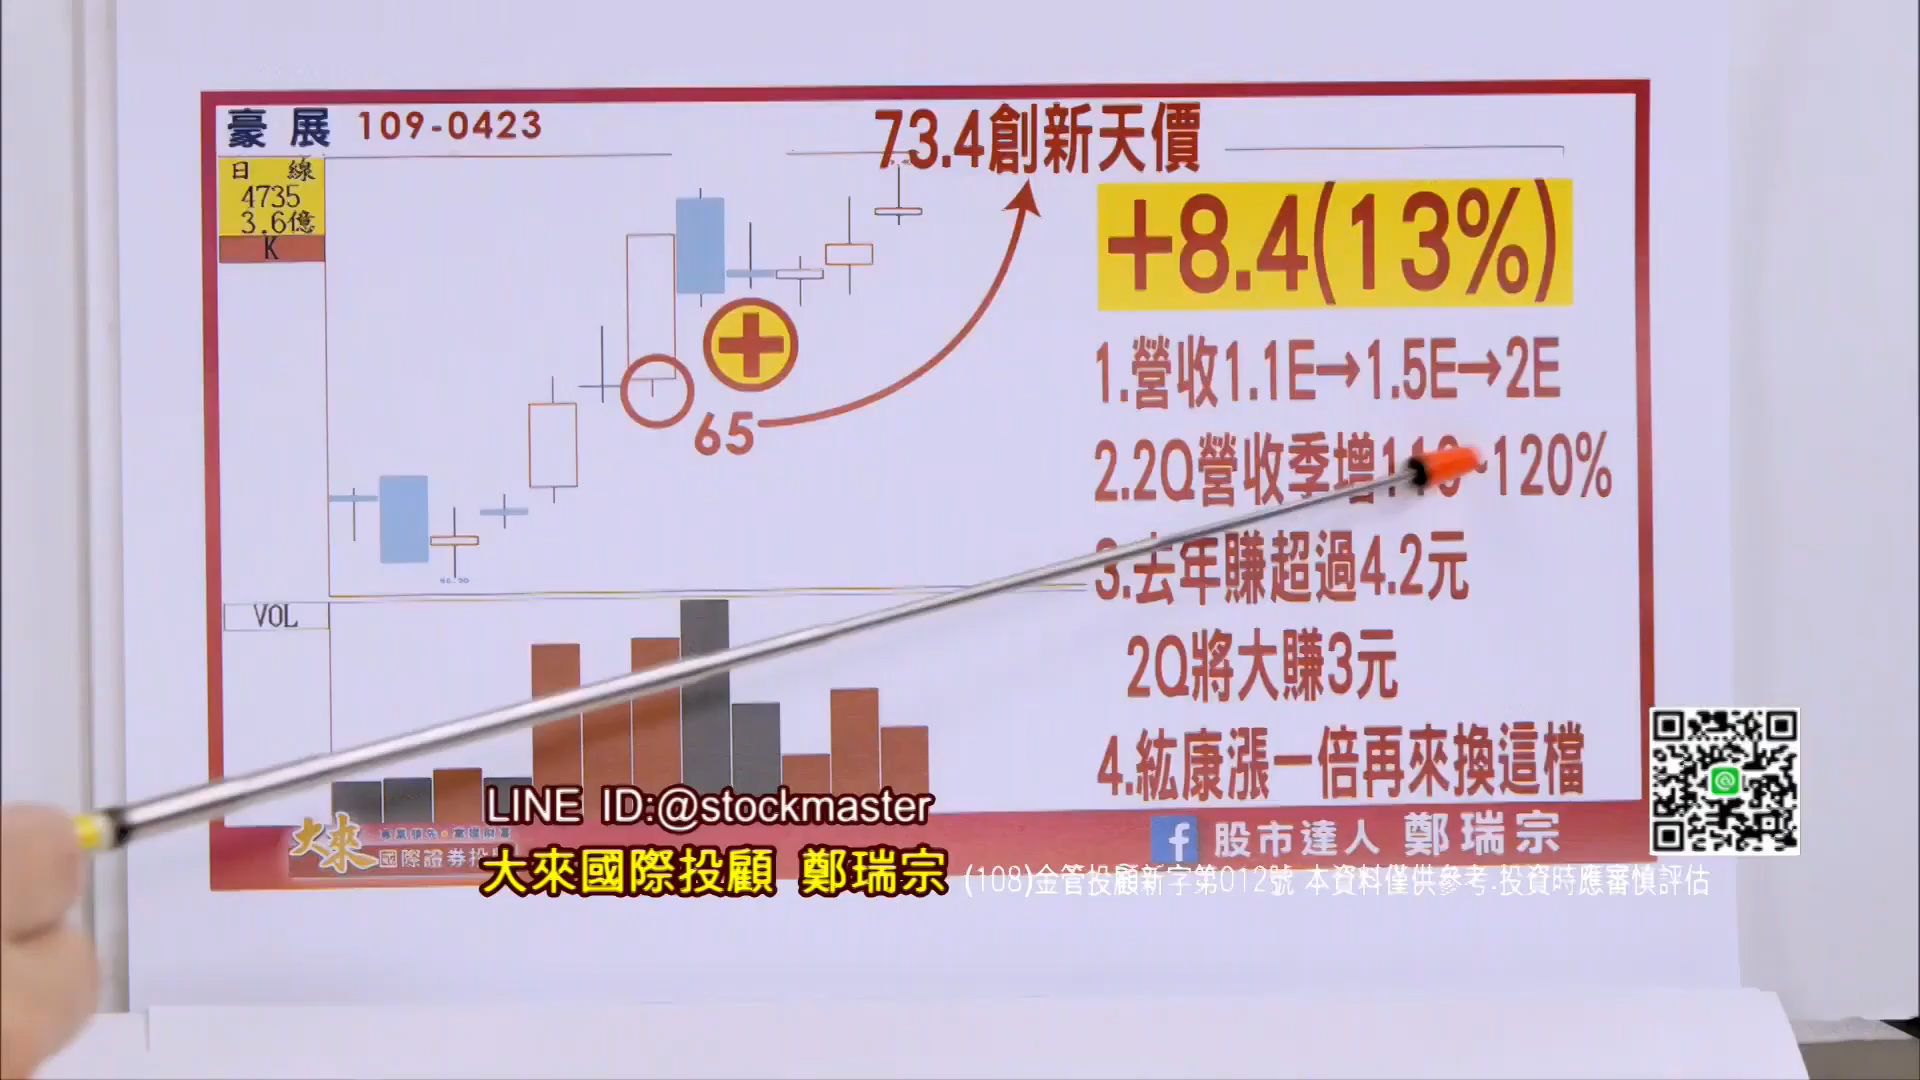 豪展 109-0423
73.4創新天價
日線
4735
3.6億
K
+8.4(13%)
65
1.營收1.1E→1.5E→2E
2.2Q營收季增110~120%
3.去年賺超過4.2元
2Q將大賺3元
4.紘康漲一倍再來換這檔
VOL
LINE ID:@stockmaster
大來
國際證券投
f 股市達人 鄭瑞宗
大來國際投顧 鄭瑞宗
(108)金管投顧新字第012號 本資料僅供參考.投資時應審慎評估